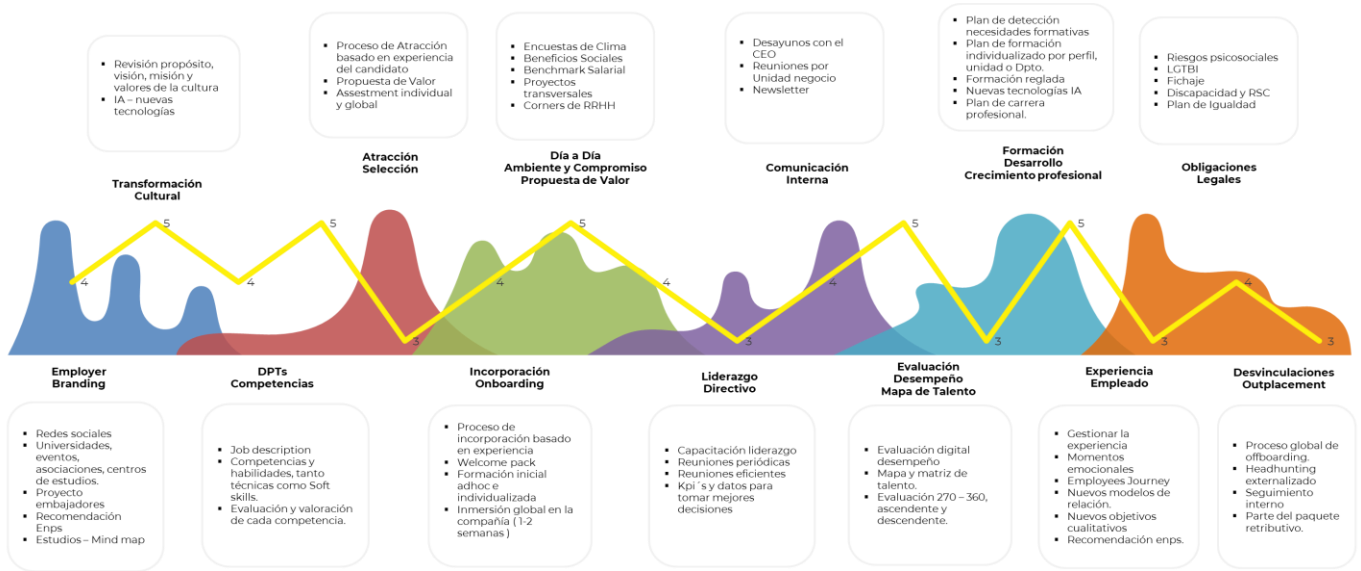 Revisión propósito,
visión, misión y
valores de la cultura
IA – nuevas
tecnologías
Proceso de Atracción
basado en experiencia
del candidato
Propuesta de Valor
Assestment individual
y global
Encuestas de Clima
Beneficios Sociales
Benchmark Salarial
Proyectos
transversales
Corners de RRHH
Desayunos con el
CEO
Reuniones por
Unidad negocio
Newsletter
Plan de detección
necesidades formativas
Plan de formación
individualizado por perfil,
unidad o Dpto.
Formación reglada
Nuevas tecnologías IA
Plan de carrera
profesional.
Riesgos psicosociales
LGTBI
Fichaje
Discapacidad y RSC
Plan de Igualdad
Transformación
Cultural
Atracción
Selección
Día a Día
Ambiente y Compromiso
Propuesta de Valor
Comunicación
Interna
Formación
Desarrollo
Crecimiento profesional
Obligaciones
Legales
4
5
4
5
3
4
5
4
3
4
5
3
5
3
4
3
Employer
Branding
DPTs
Competencias
Incorporación
Onboarding
Liderazgo
Directivo
Evaluación
Desempeño
Mapa de Talento
Experiencia
Empleado
Desvinculaciones
Outplacement
Redes sociales
Universidades,
eventos,
asociaciones, centros
de estudios.
Proyecto
embajadores
Recomendación
Enps
Estudios – Mind map
Job description
Competencias y
habilidades, tanto
técnicas como Soft
skills.
Evaluación y valoración
de cada competencia.
Proceso de
incorporación basado
en experiencia
Welcome pack
Formación inicial
adhoc e
individualizada
Inmersión global en la
compañía ( 1-2
semanas )
Capacitación liderazgo
Reuniones periódicas
Reuniones eficientes
Kpi´s y datos para
tomar mejores
decisiones
Evaluación digital
desempeño
Mapa y matriz de
talento.
Evaluación 270 – 360,
ascendente y
descendente.
Gestionar la
experiencia
Momentos
emocionales
Employees Journey
Nuevos modelos de
relación.
Nuevos objetivos
cualitativos
Recomendación enps.
Proceso global de
offboarding.
Headhunting
externalizado
Seguimiento
interno
Parte del paquete
retributivo.